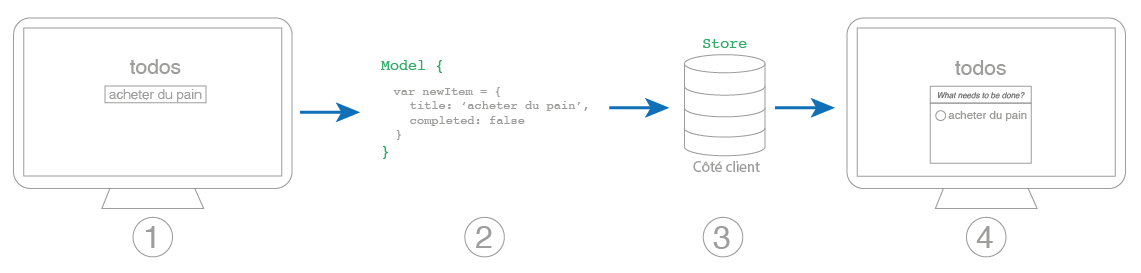 todos
acheter du pain
1
Model {
var newItem = {
title: ‘acheter du pain’,
completed: false
}
}
2
Store
Côté client
3
todos
What needs to be done?
acheter du pain
4